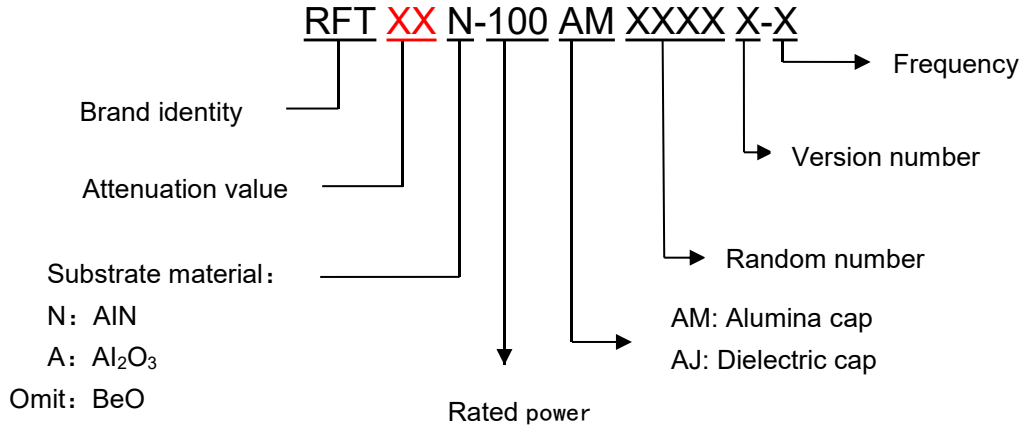 RFT XX N-100 AM XXXX X-X
Frequency
Brand identity
Version number
Attenuation value
Random number
Substrate material：
N：AlN
A：Al₂O₃
Omit：BeO
AM: Alumina cap
AJ: Dielectric cap
Rated power